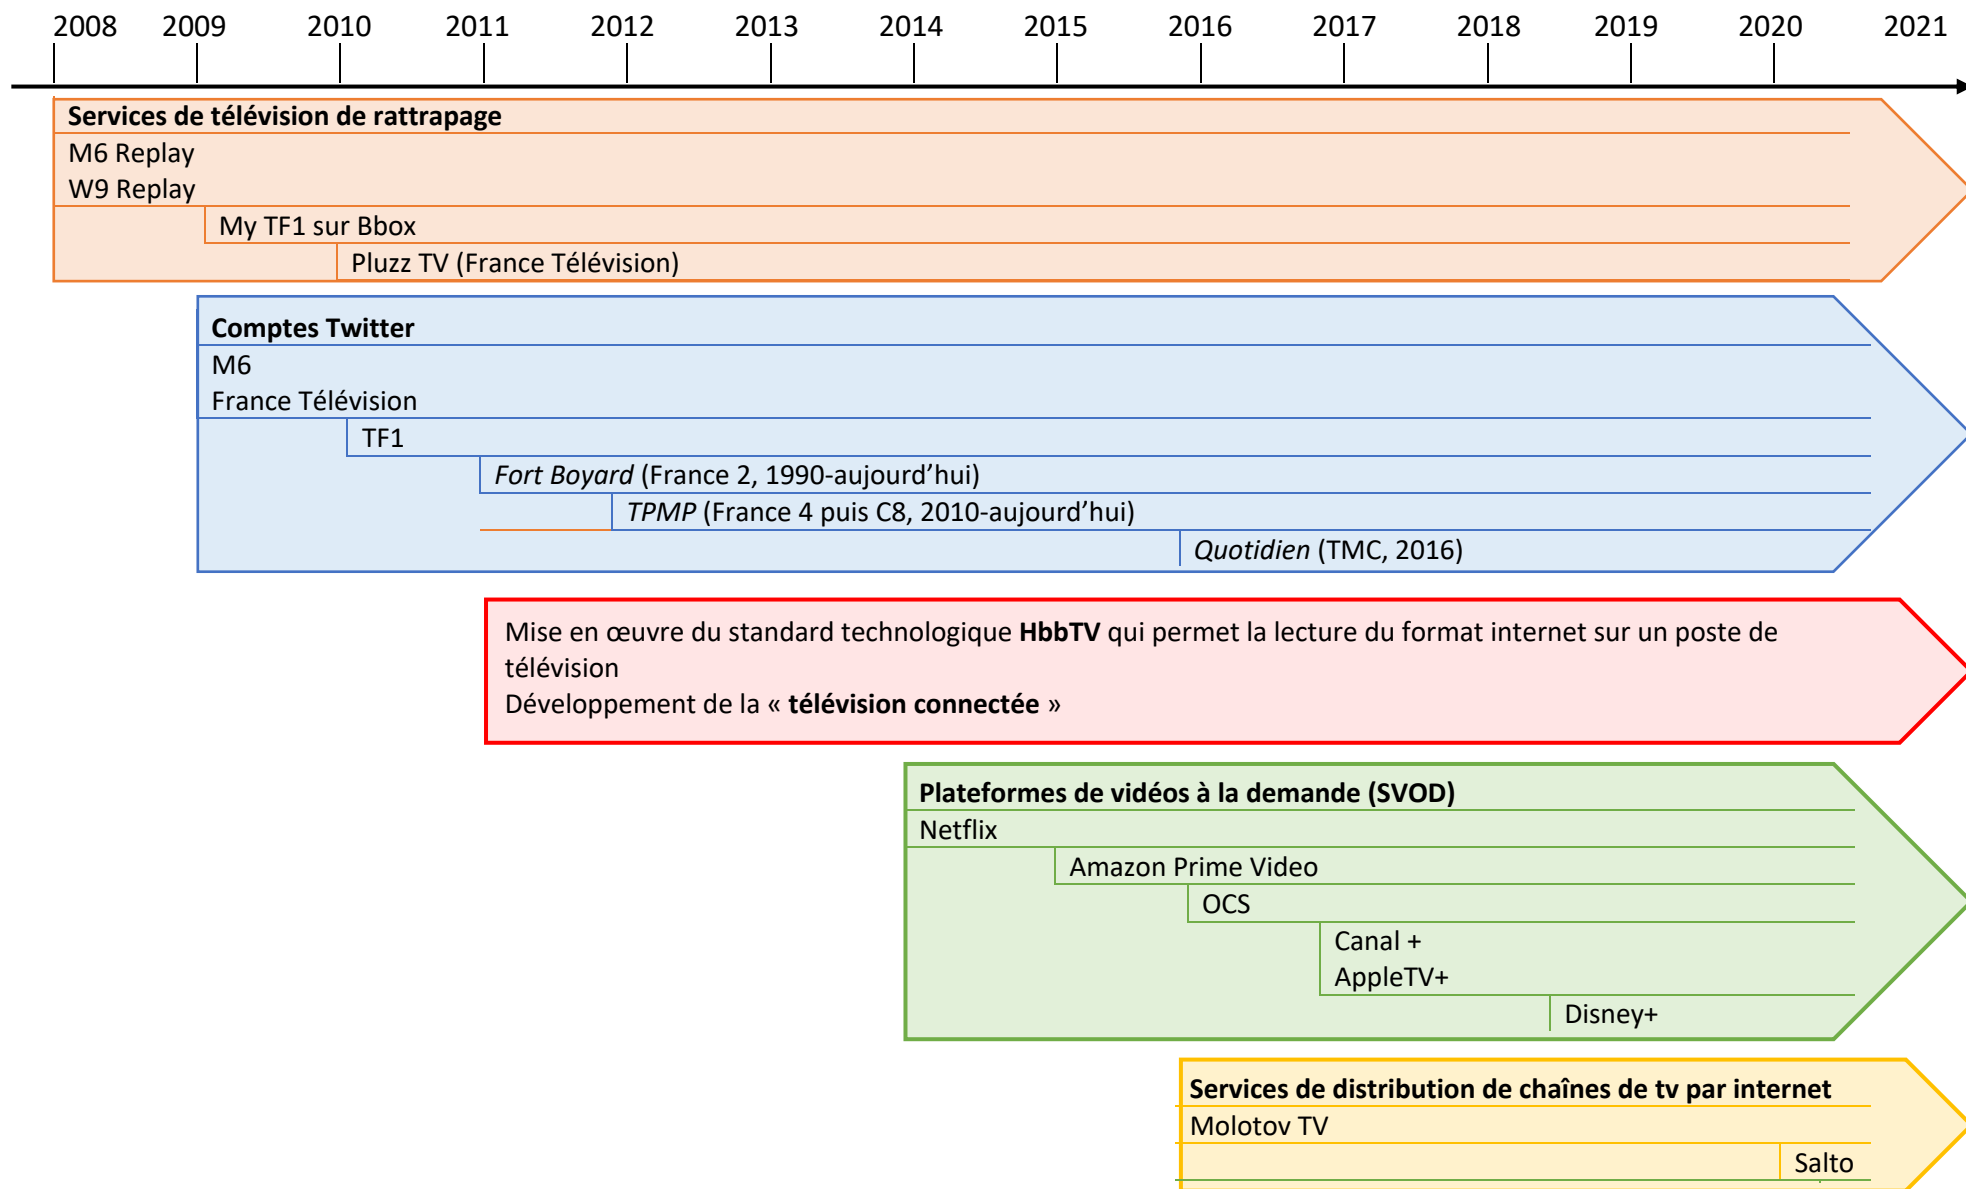 2008 2009 2010 2011 2012 2013 2014 2015 2016 2017 2018 2019 2020 2021
Services de télévision de rattrapage
M6 Replay
W9 Replay
My TF1 sur Bbox
Pluzz TV (France Télévision)
Comptes Twitter
M6
France Télévision
TF1
Fort Boyard (France 2, 1990-aujourd’hui)
TPMP (France 4 puis C8, 2010-aujourd’hui)
Quotidien (TMC, 2016)
Mise en œuvre du standard technologique HbbTV qui permet la lecture du format internet sur un poste de
télévision
Développement de la « télévision connectée »
Plateformes de vidéos à la demande (SVOD)
Netflix
Amazon Prime Video
OCS
Canal +
AppleTV+
Disney+
Services de distribution de chaînes de tv par internet
Molotov TV
Salto